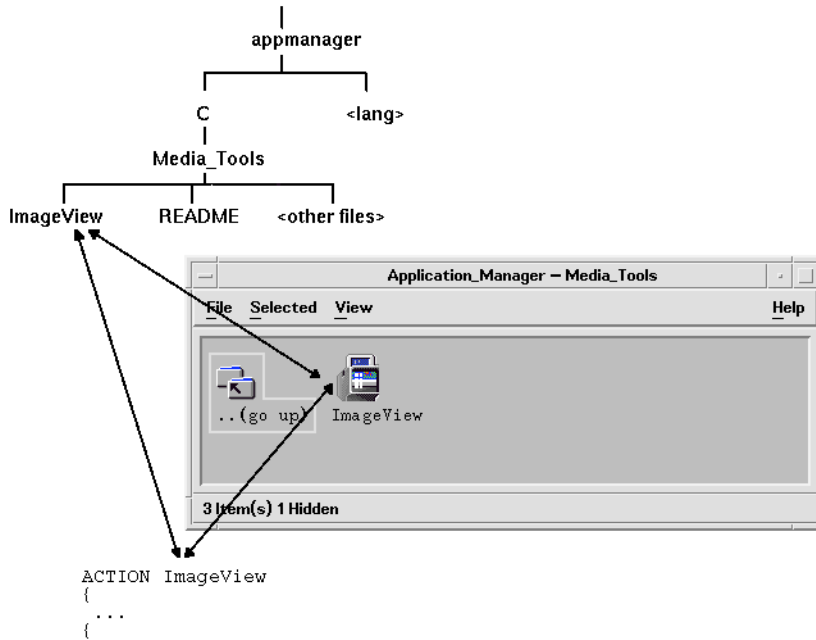 appmanager
C <lang>
Media_Tools
ImageView README <other files>
Application_Manager – Media_Tools
File Selected View Help
..(go up) ImageView
3 Item(s) 1 Hidden
ACTION ImageView
{
...
{